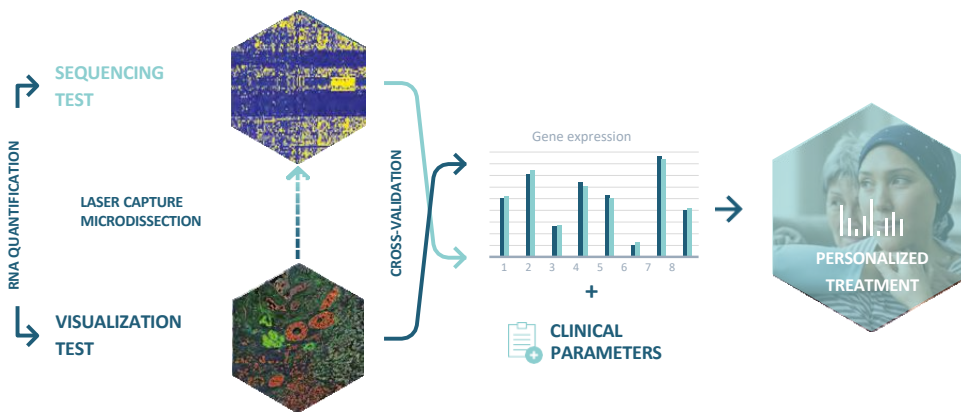 RNA QUANTIFICATION
SEQUENCING
TEST
LASER CAPTURE
MICRODISSECTION
VISUALIZATION
TEST
CROSS-VALIDATION
Gene expression
1 2 3 4 5 6 7 8
+
CLINICAL
PARAMETERS
PERSONALIZED
TREATMENT